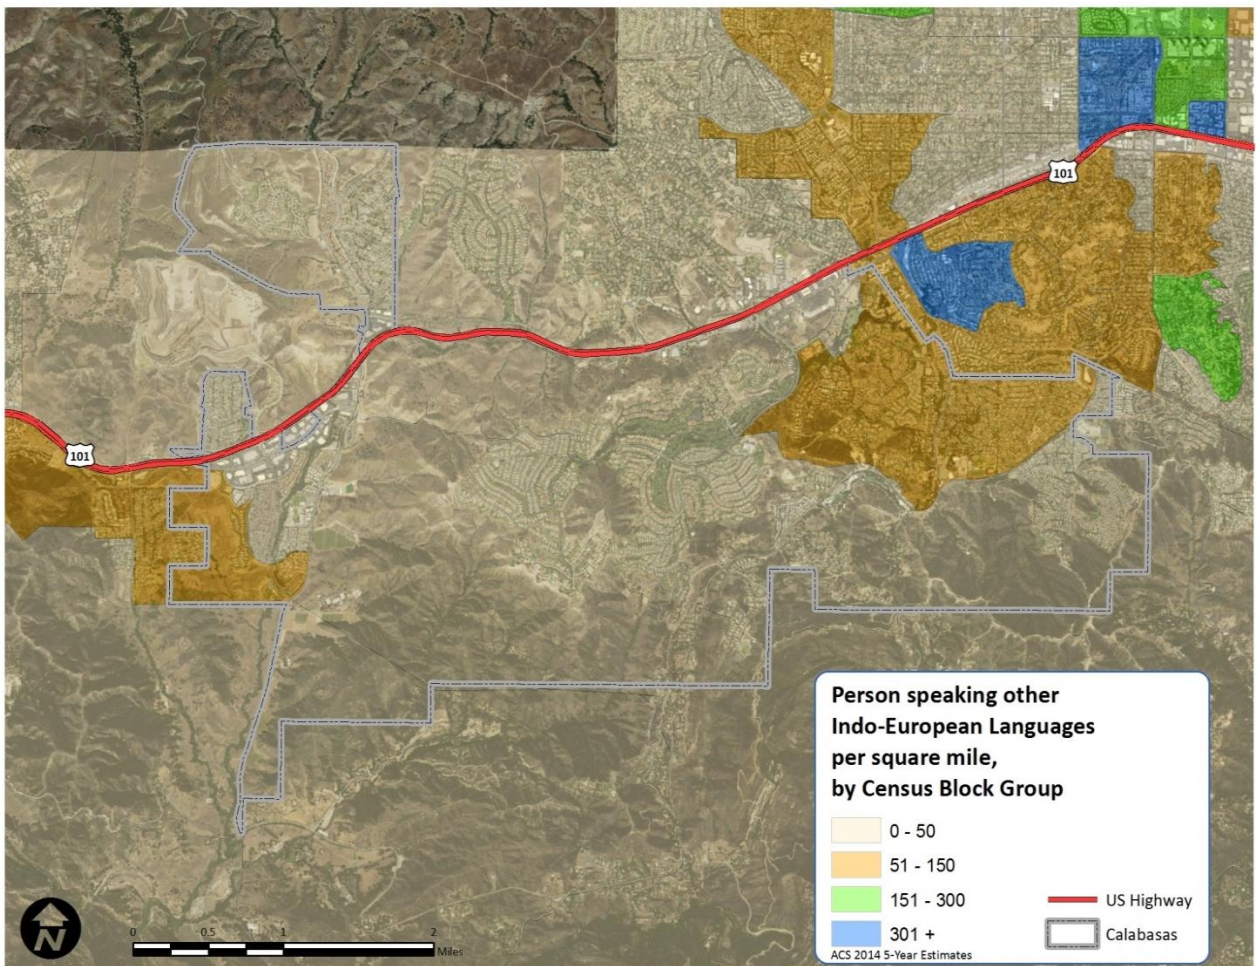 101
101
Person speaking other
Indo-European Languages
per square mile,
by Census Block Group
0 - 50
51 - 150
151 - 300
301 +
US Highway
Calabasas
ACS 2014 5-Year Estimates
N
0 0.5 1 2
Miles